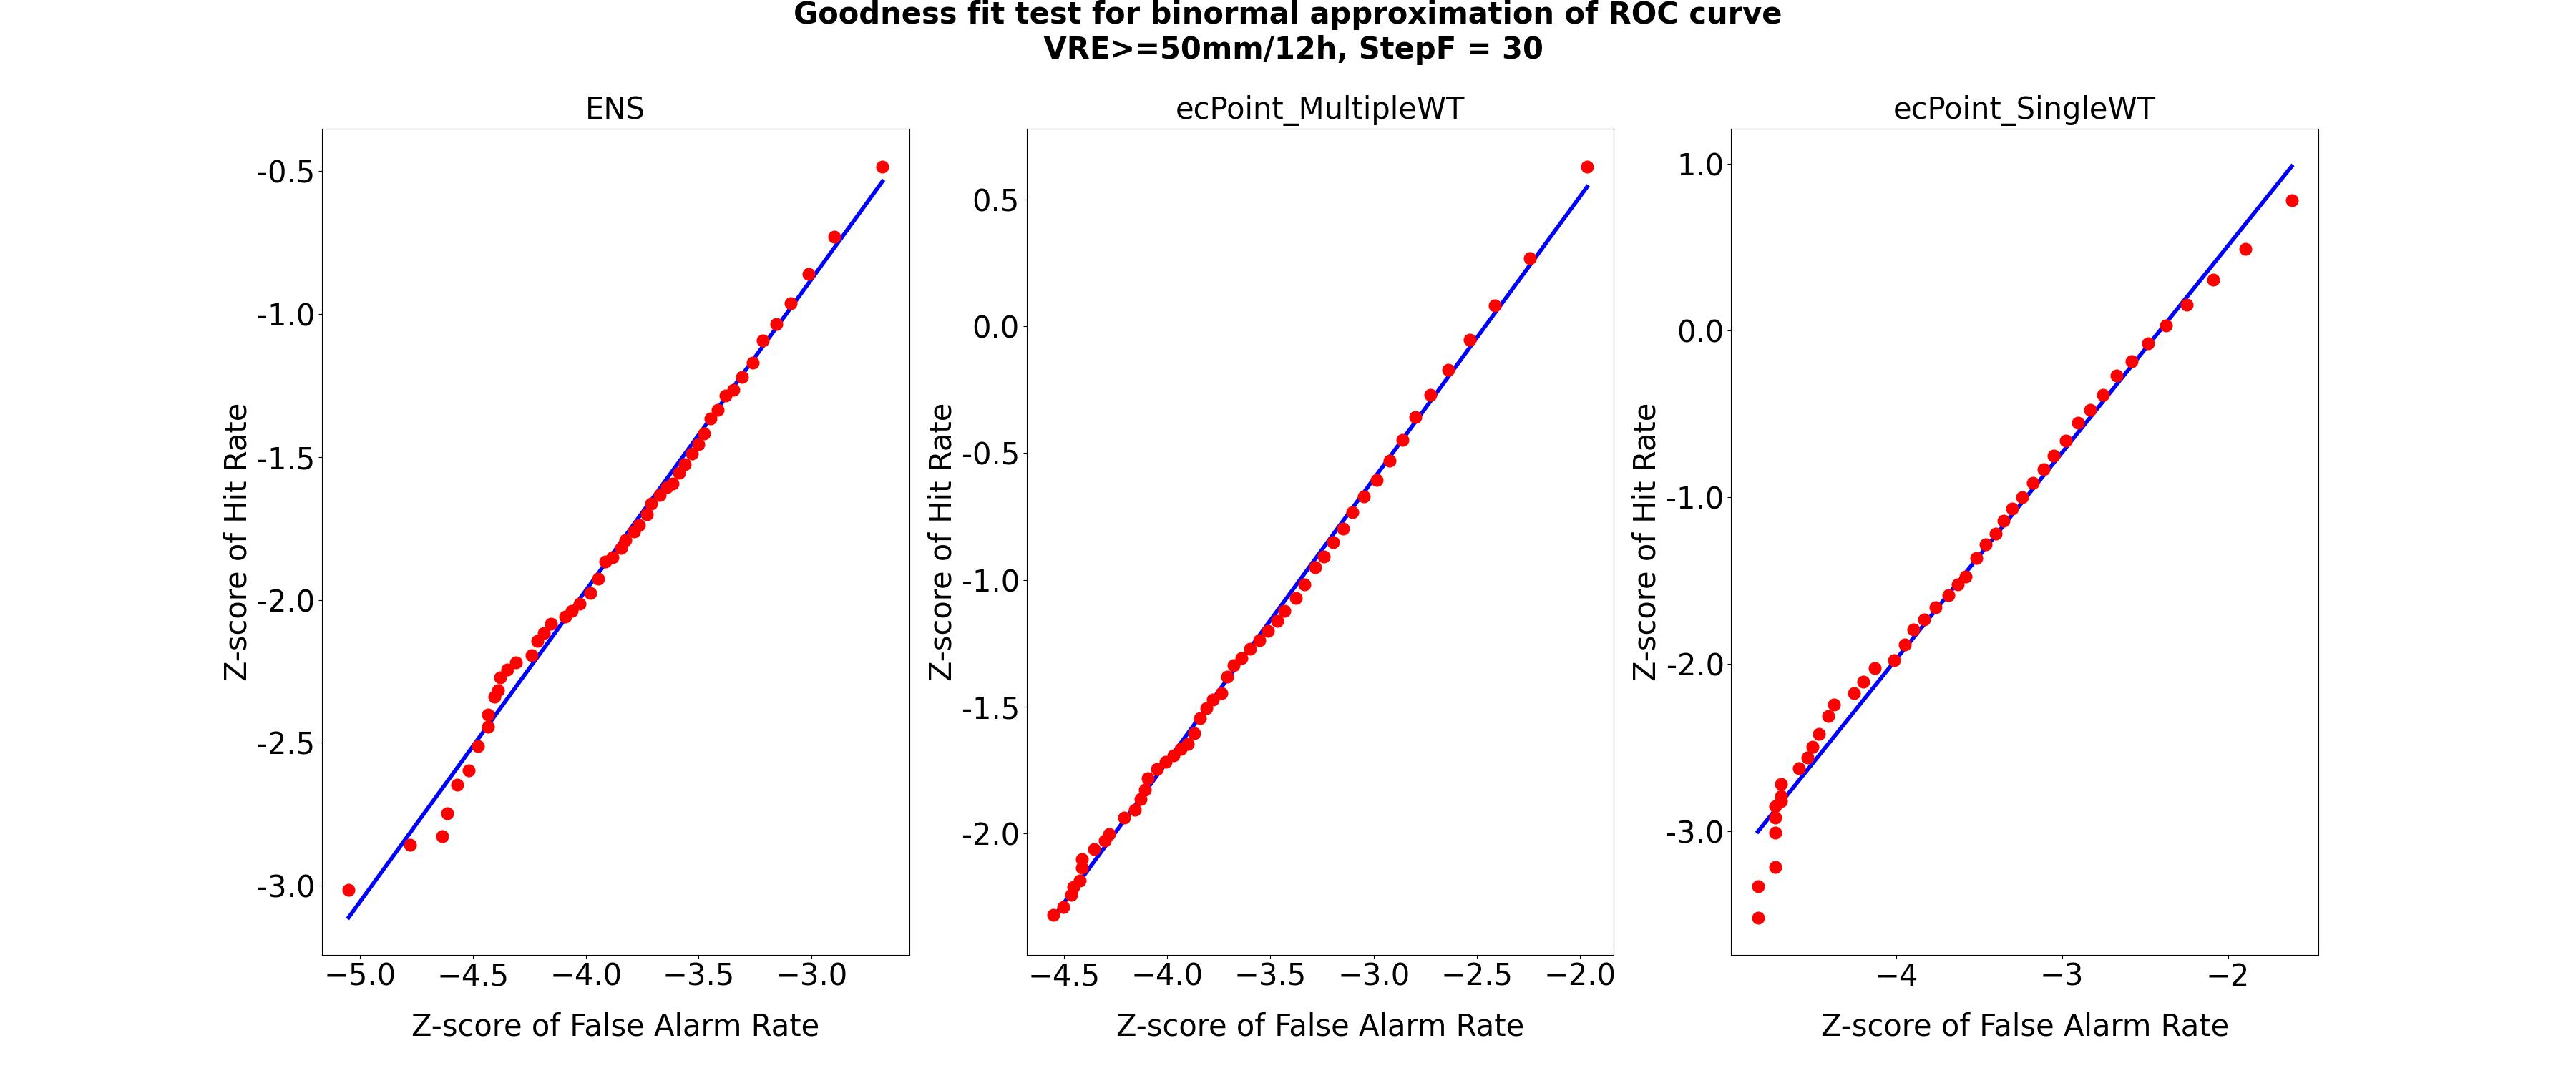 Goodness fit test for binormal approximation of ROC curve
VRE>=50mm/12h, StepF = 30
ENS
-0.5
-1.0
-1.5
-2.0
-2.5
-3.0
Z-score of Hit Rate
−5.0 −4.5 −4.0 −3.5 −3.0
Z-score of False Alarm Rate
ecPoint_MultipleWT
0.5
0.0
-0.5
-1.0
-1.5
-2.0
Z-score of Hit Rate
−4.5 −4.0 −3.5 −3.0 −2.5 −2.0
Z-score of False Alarm Rate
ecPoint_SingleWT
1.0
0.0
-1.0
-2.0
-3.0
Z-score of Hit Rate
−4 −3 −2
Z-score of False Alarm Rate